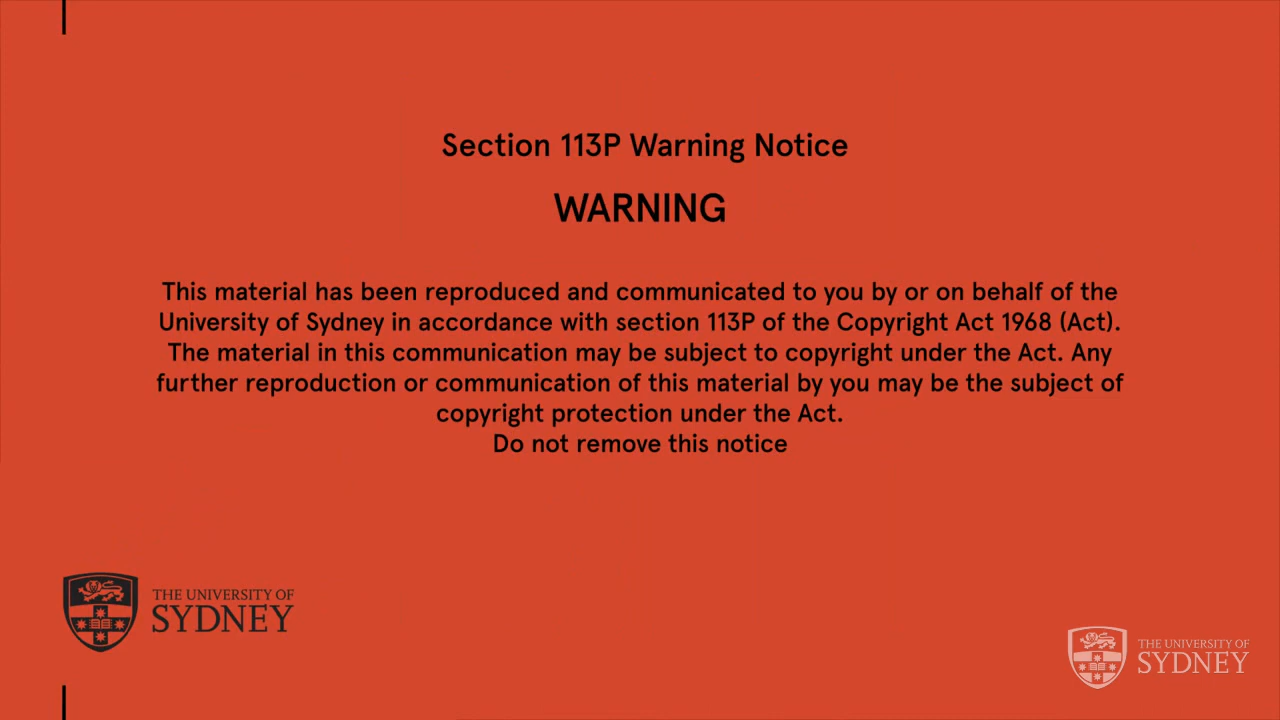 Section 113P Warning Notice
WARNING
This material has been reproduced and communicated to you by or on behalf of the
University of Sydney in accordance with section 113P of the Copyright Act 1968 (Act).
The material in this communication may be subject to copyright under the Act. Any
further reproduction or communication of this material by you may be the subject of
copyright protection under the Act.
Do not remove this notice
THE UNIVERSITY OF
SYDNEY
THE UNIVERSITY OF
SYDNEY